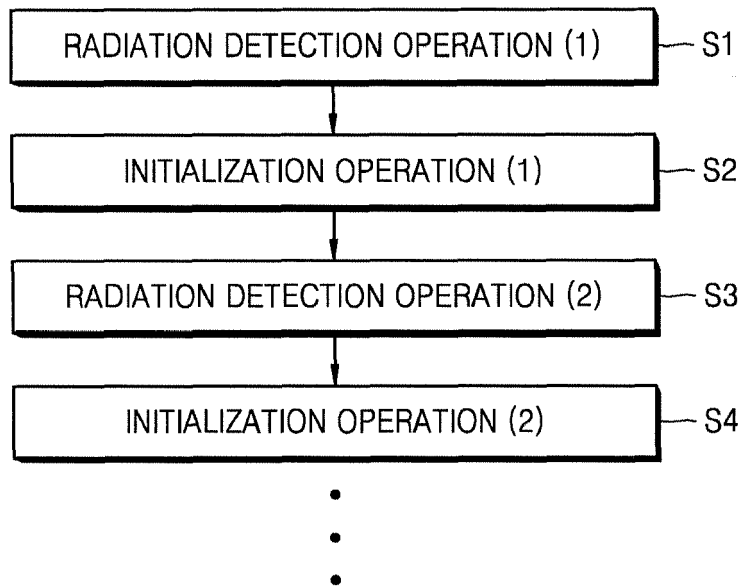 RADIATION DETECTION OPERATION (1) S1
INITIALIZATION OPERATION (1) S2
RADIATION DETECTION OPERATION (2) S3
INITIALIZATION OPERATION (2) S4